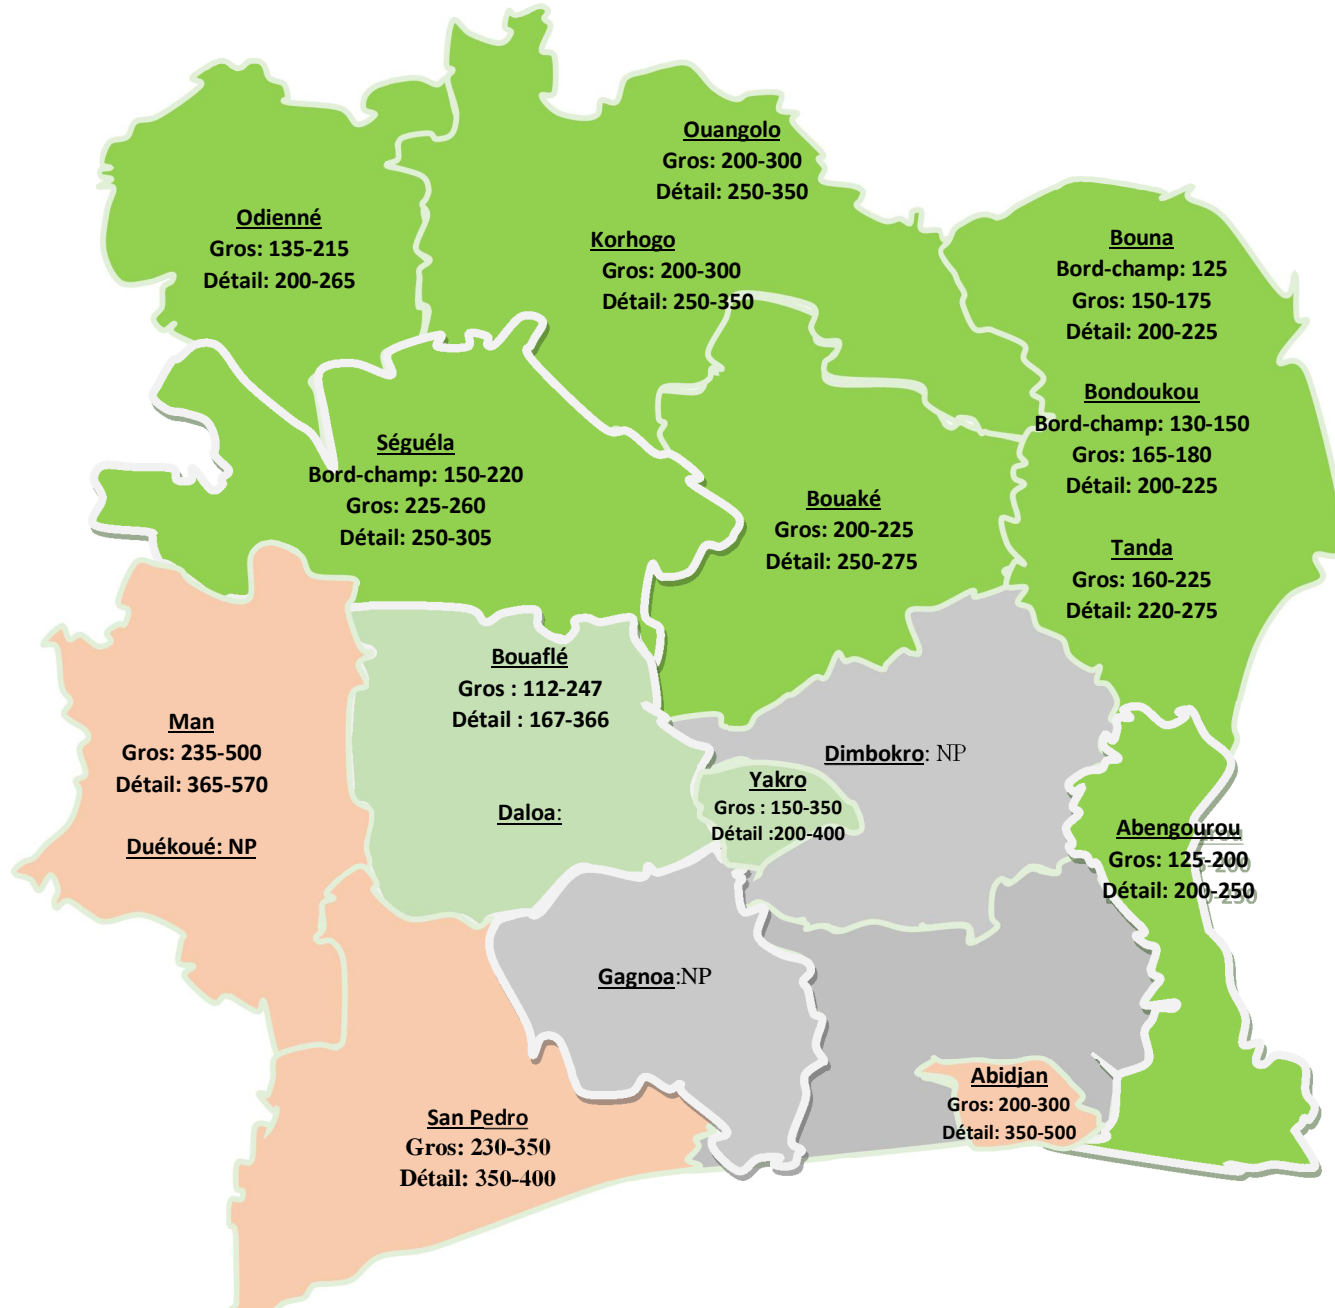 Ouangolo
Gros: 200-300
Détail: 250-350
Odienné
Gros: 135-215
Détail: 200-265
Korhogo
Gros: 200-300
Détail: 250-350
Bouna
Bord-champ: 125
Gros: 150-175
Détail: 200-225
Bondoukou
Bord-champ: 130-150
Gros: 165-180
Détail: 200-225
Séguéla
Bord-champ: 150-220
Gros: 225-260
Détail: 250-305
Bouaké
Gros: 200-225
Détail: 250-275
Tanda
Gros: 160-225
Détail: 220-275
Bouaflé
Gros : 112-247
Détail : 167-366
Man
Gros: 235-500
Détail: 365-570
Duékoué: NP
Daloa:
Dimbokro: NP
Yakro
Gros : 150-350
Détail :200-400
Abengourou
Gros: 125-200
Détail: 200-250
Gagnoa:NP
Abidjan
Gros: 200-300
Détail: 350-500
San Pedro
Gros: 230-350
Détail: 350-400